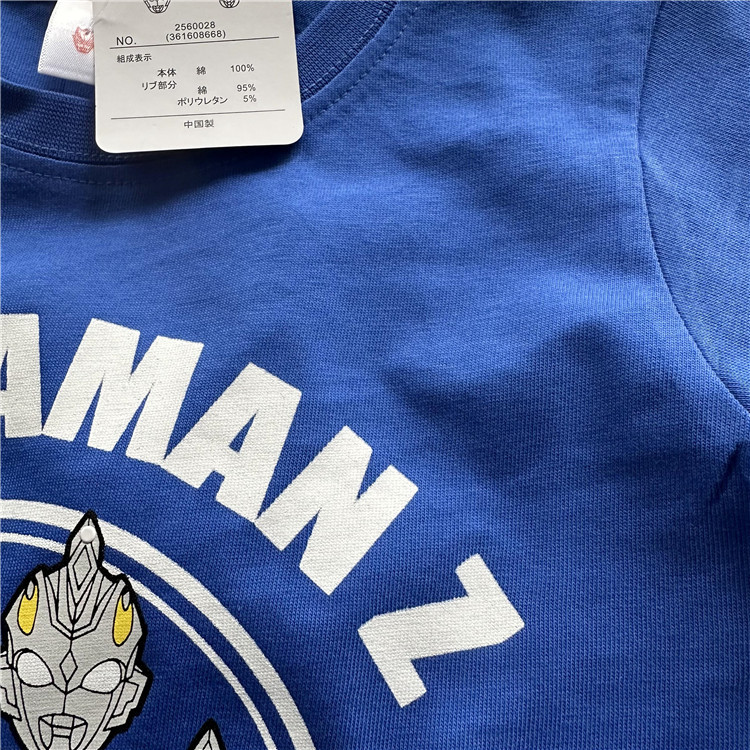 2560028
NO. (361608668)
組成表示
本体 綿 100%
リブ部分
綿 95%
ポリウレタン 5%
中国製
AMAN Z